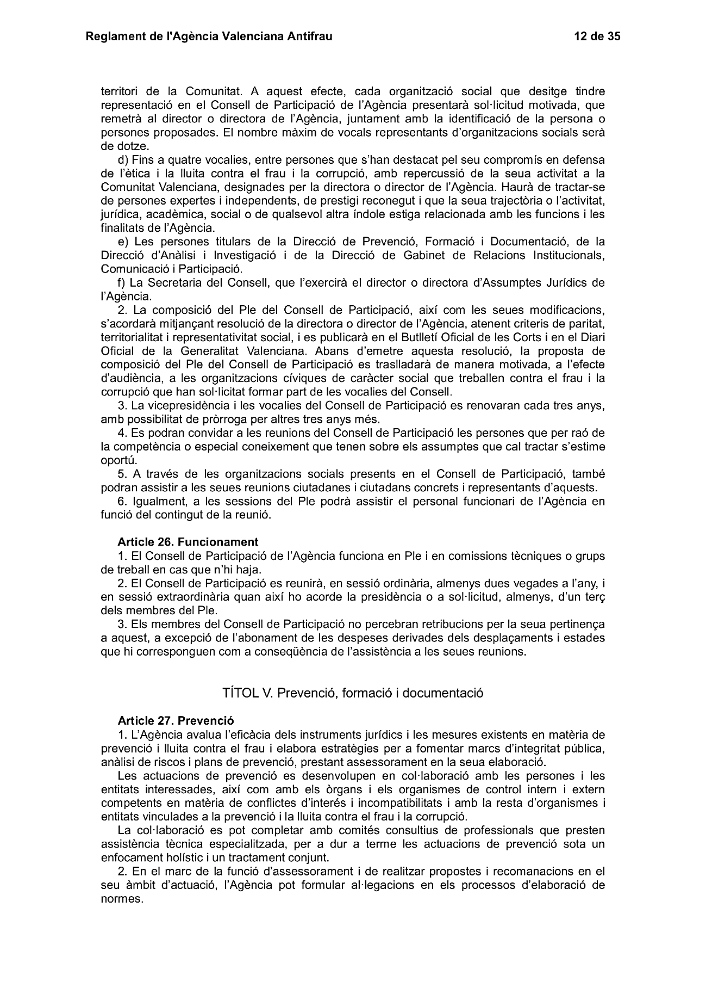 Reglament de l'Agència Valenciana Antifrau 12 de 35
territori de la Comunitat. A aquest efecte, cada organització social que desitge tindre
representació en el Consell de Participació de l’Agència presentarà sol·licitud motivada, que
remetrà al director o directora de l’Agència, juntament amb la identificació de la persona o
persones proposades. El nombre màxim de vocals representants d’organitzacions socials serà
de dotze.
d) Fins a quatre vocalies, entre persones que s’han destacat pel seu compromís en defensa
de l’ètica i la lluita contra el frau i la corrupció, amb repercussió de la seua activitat a la
Comunitat Valenciana, designades per la directora o director de l’Agència. Haurà de tractar-se
de persones expertes i independents, de prestigi reconegut i que la seua trajectòria o l’activitat,
jurídica, acadèmica, social o de qualsevol altra índole estiga relacionada amb les funcions i les
finalitats de l’Agència.
e) Les persones titulars de la Direcció de Prevenció, Formació i Documentació, de la
Direcció d’Anàlisi i Investigació i de la Direcció de Gabinet de Relacions Institucionals,
Comunicació i Participació.
f) La Secretaria del Consell, que l’exercirà el director o directora d’Assumptes Jurídics de
l’Agència.
2. La composició del Ple del Consell de Participació, així com les seues modificacions,
s’acordarà mitjançant resolució de la directora o director de l’Agència, atenent criteris de paritat,
territorialitat i representativitat social, i es publicarà en el Butlletí Oficial de les Corts i en el Diari
Oficial de la Generalitat Valenciana. Abans d’emetre aquesta resolució, la proposta de
composició del Ple del Consell de Participació es traslladarà de manera motivada, a l’efecte
d’audiència, a les organitzacions cíviques de caràcter social que treballen contra el frau i la
corrupció que han sol·licitat formar part de les vocalies del Consell.
3. La vicepresidència i les vocalies del Consell de Participació es renovaran cada tres anys,
amb possibilitat de pròrroga per altres tres anys més.
4. Es podran convidar a les reunions del Consell de Participació les persones que per raó de
la competència o especial coneixement que tenen sobre els assumptes que cal tractar s’estime
oportú.
5. A través de les organitzacions socials presents en el Consell de Participació, també
podran assistir a les seues reunions ciutadanes i ciutadans concrets i representants d’aquests.
6. Igualment, a les sessions del Ple podrà assistir el personal funcionari de l’Agència en
funció del contingut de la reunió.
Article 26. Funcionament
1. El Consell de Participació de l’Agència funciona en Ple i en comissions tècniques o grups
de treball en cas que n’hi haja.
2. El Consell de Participació es reunirà, en sessió ordinària, almenys dues vegades a l’any, i
en sessió extraordinària quan així ho acorde la presidència o a sol·licitud, almenys, d’un terç
dels membres del Ple.
3. Els membres del Consell de Participació no percebran retribucions per la seua pertinença
a aquest, a excepció de l’abonament de les despeses derivades dels desplaçaments i estades
que hi corresponguen com a conseqüència de l’assistència a les seues reunions.
TÍTOL V. Prevenció, formació i documentació
Article 27. Prevenció
1. L’Agència avalua l’eficàcia dels instruments jurídics i les mesures existents en matèria de
prevenció i lluita contra el frau i elabora estratègies per a fomentar marcs d’integritat pública,
anàlisi de riscos i plans de prevenció, prestant assessorament en la seua elaboració.
Les actuacions de prevenció es desenvolupen en col·laboració amb les persones i les
entitats interessades, així com amb els òrgans i els organismes de control intern i extern
competents en matèria de conflictes d’interés i incompatibilitats i amb la resta d’organismes i
entitats vinculades a la prevenció i la lluita contra el frau i la corrupció.
La col·laboració es pot completar amb comités consultius de professionals que presten
assistència tècnica especialitzada, per a dur a terme les actuacions de prevenció sota un
enfocament holístic i un tractament conjunt.
2. En el marc de la funció d’assessorament i de realitzar propostes i recomanacions en el
seu àmbit d’actuació, l’Agència pot formular al·legacions en els processos d’elaboració de
normes.